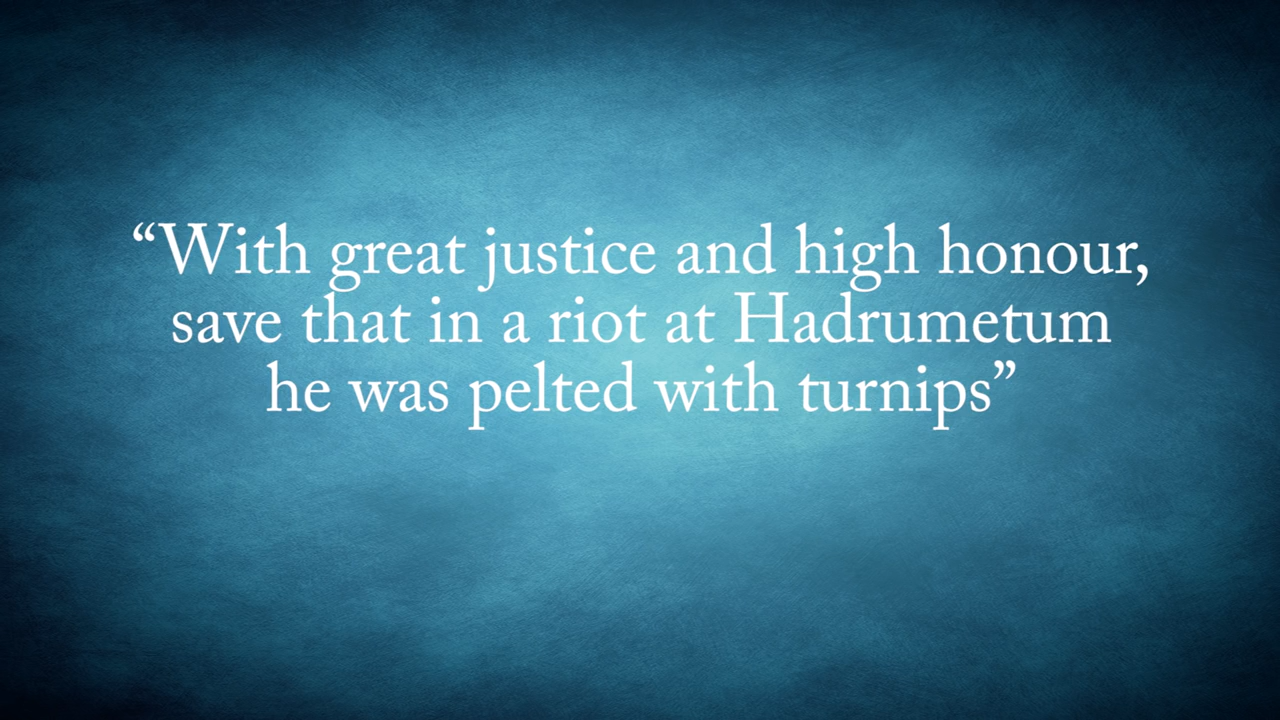 “With great justice and high honour,
save that in a riot at Hadrumetum
he was pelted with turnips”